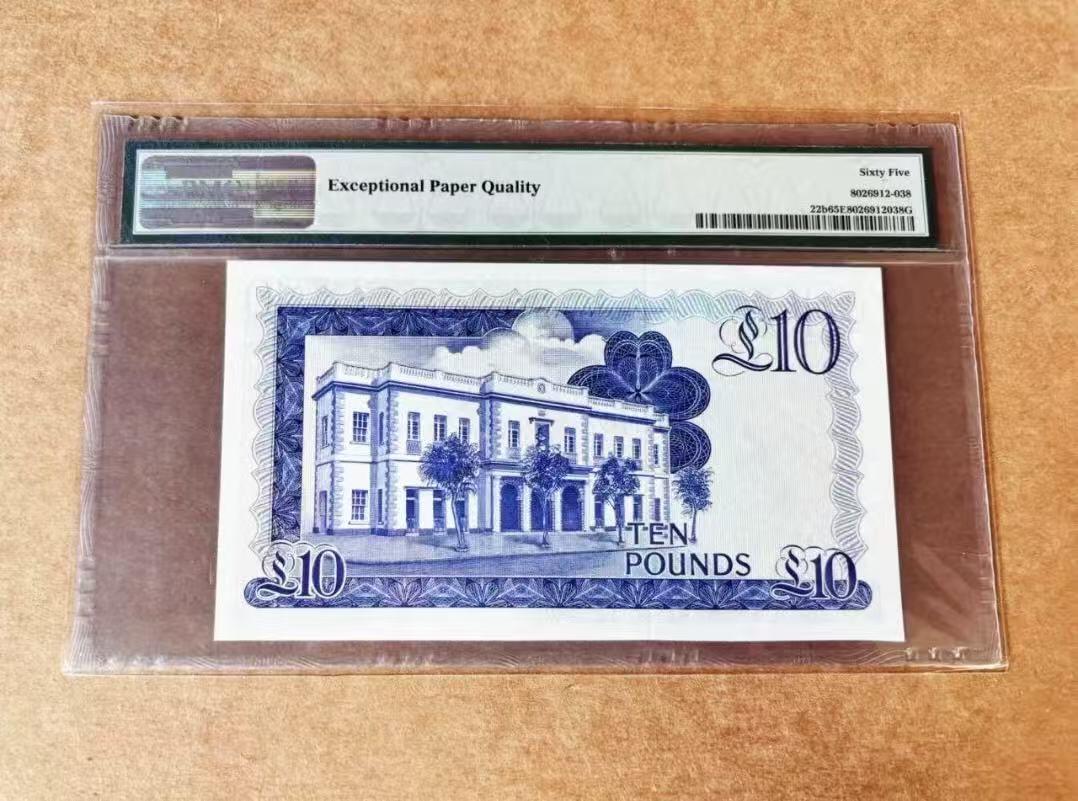 Exceptional Paper Quality
Sixty Five
8026912-038
22b65E8026912038G
£10
TEN
POUNDS
£10
£10